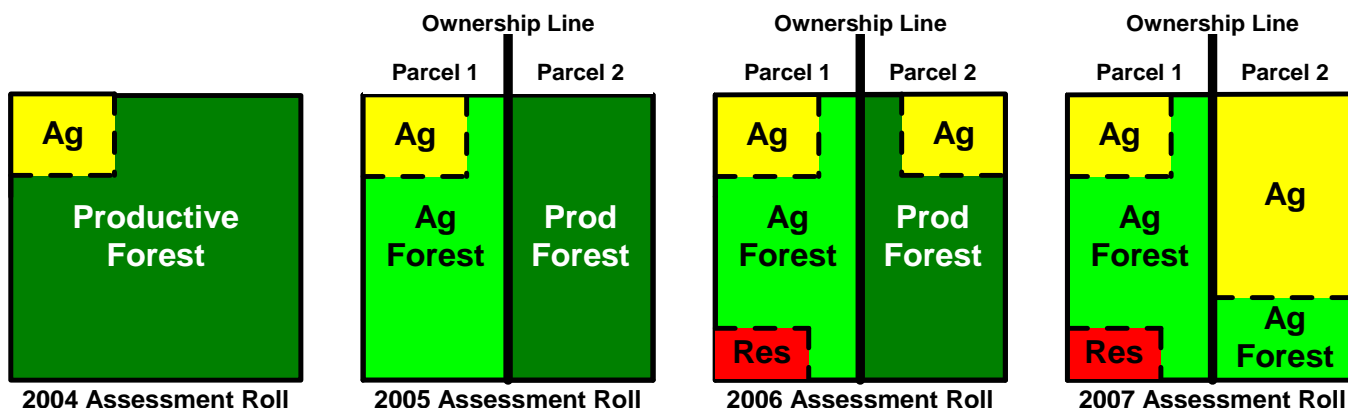 Ownership Line
Ownership Line
Ownership Line
Parcel 1
Parcel 2
Parcel 1
Parcel 2
Parcel 1
Parcel 2
Ag
Productive
Forest
2004 Assessment Roll
Ag
Ag
Forest
Prod
Forest
2005 Assessment Roll
Ag
Ag
Forest
Res
Ag
Prod
Forest
2006 Assessment Roll
Ag
Ag
Forest
Res
Ag
Ag
Forest
2007 Assessment Roll